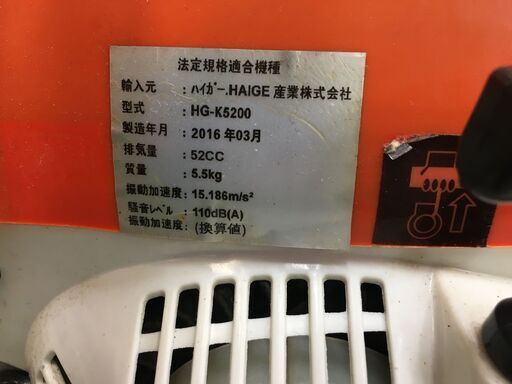 法定規格適合機種
輸入元 : ハイガー.HAIGE 産業株式会社
型式 : HG-K5200
製造年月 : 2016 年03月
排気量 : 52CC
質量 : 5.5kg
振動加速度: 15.186m/s²
騒音レベル : 110dB(A)
振動加速度: (換算値)